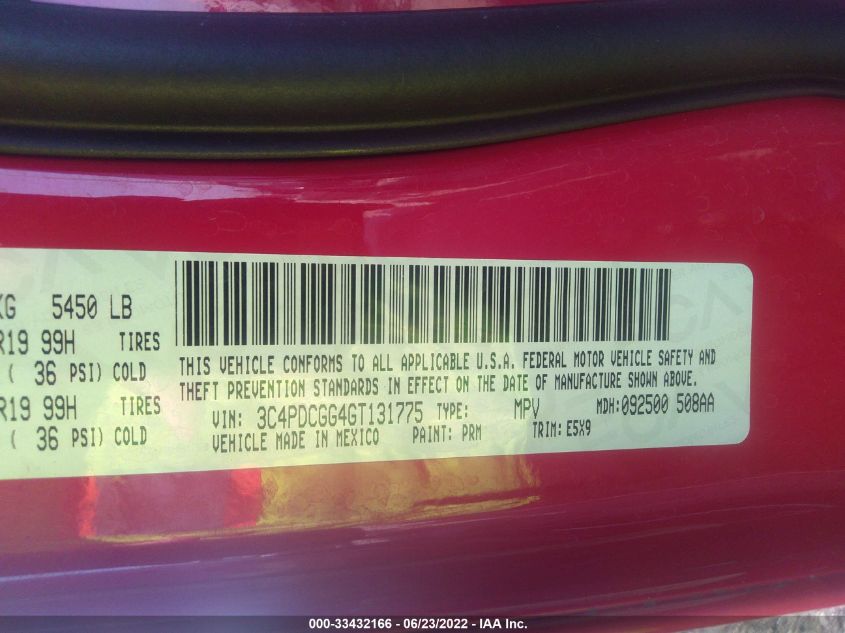 KG 5450 LB
R19 99H TIRES
( 36 PSI) COLD
R19 99H TIRES
( 36 PSI) COLD
THIS VEHICLE CONFORMS TO ALL APPLICABLE U.S.A. FEDERAL MOTOR VEHICLE SAFETY AND
THEFT PREVENTION STANDARDS IN EFFECT ON THE DATE OF MANUFACTURE SHOWN ABOVE.
VIN: 3C4PDCGG4GT131775 TYPE: MPV MDH:092500 508AA
VEHICLE MADE IN MEXICO PAINT: PRM TRIM: E5X9
000-33432166 - 06/23/2022 - IAA Inc.